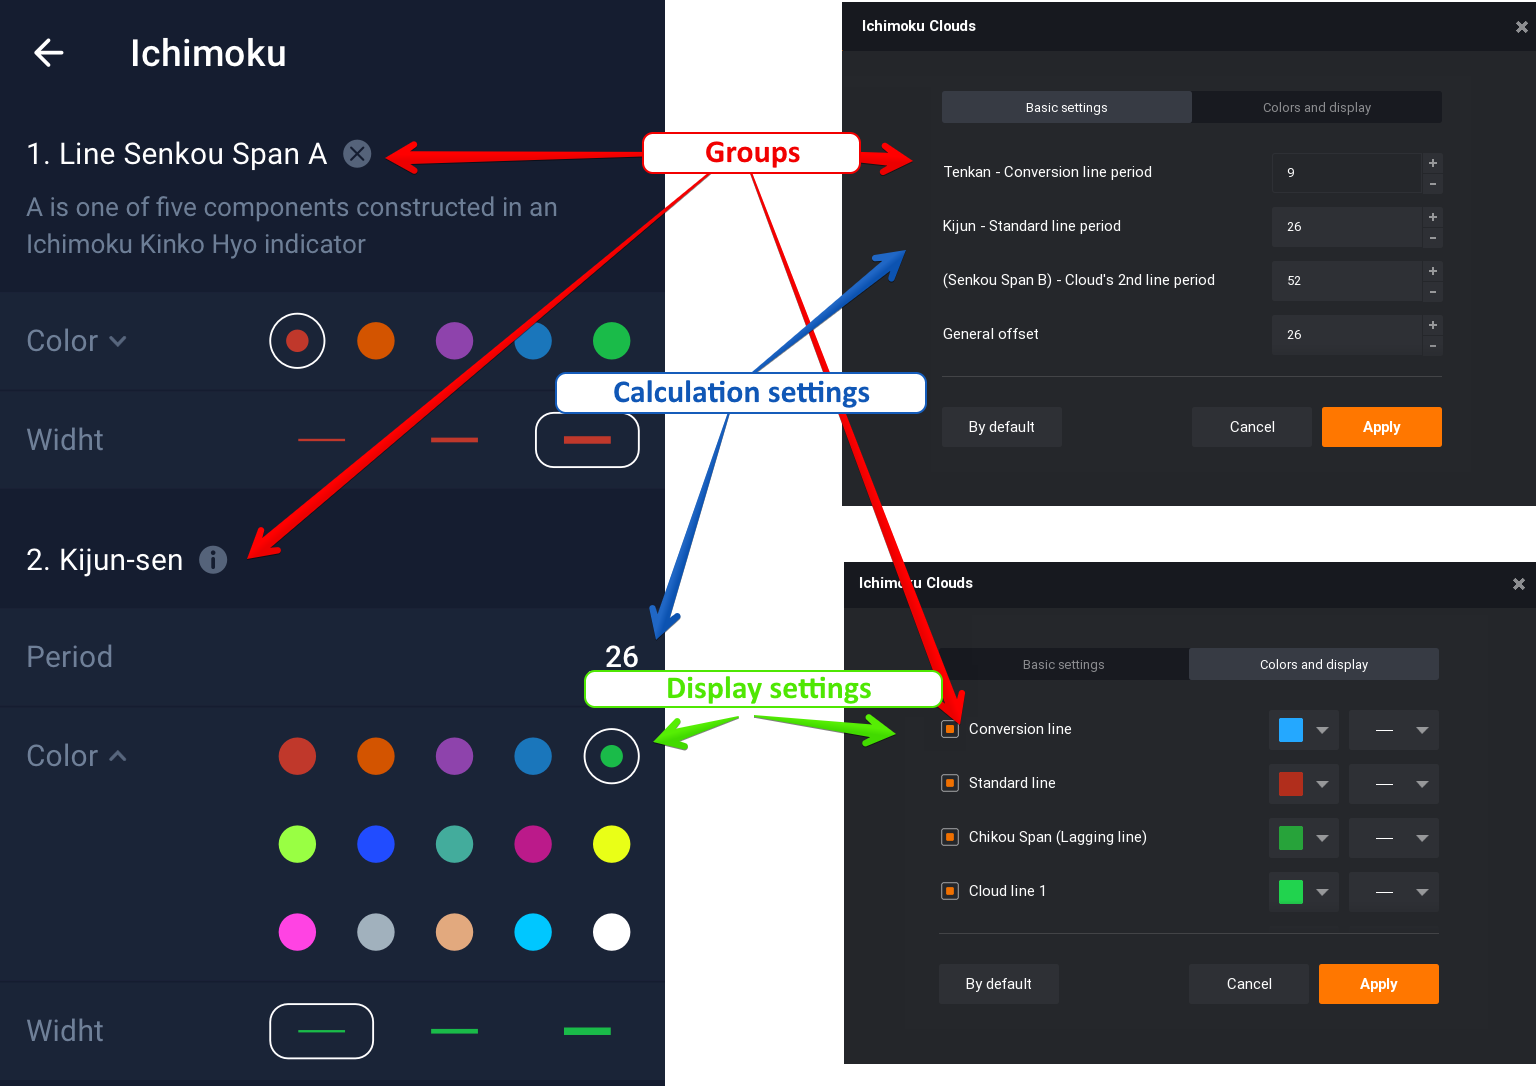 Ichimoku
1. Line Senkou Span A
A is one of five components constructed in an
Ichimoku Kinko Hyo indicator
Color
Widht
2. Kijun-sen
Period
26
Color
Widht
Groups
Calculation settings
Display settings
Ichimoku Clouds
Basic settings
Colors and display
Tenkan - Conversion line period
9
Kijun - Standard line period
26
(Senkou Span B) - Cloud's 2nd line period
52
General offset
26
By default
Cancel
Apply
Ichimoku Clouds
Basic settings
Colors and display
Conversion line
Standard line
Chikou Span (Lagging line)
Cloud line 1
By default
Cancel
Apply